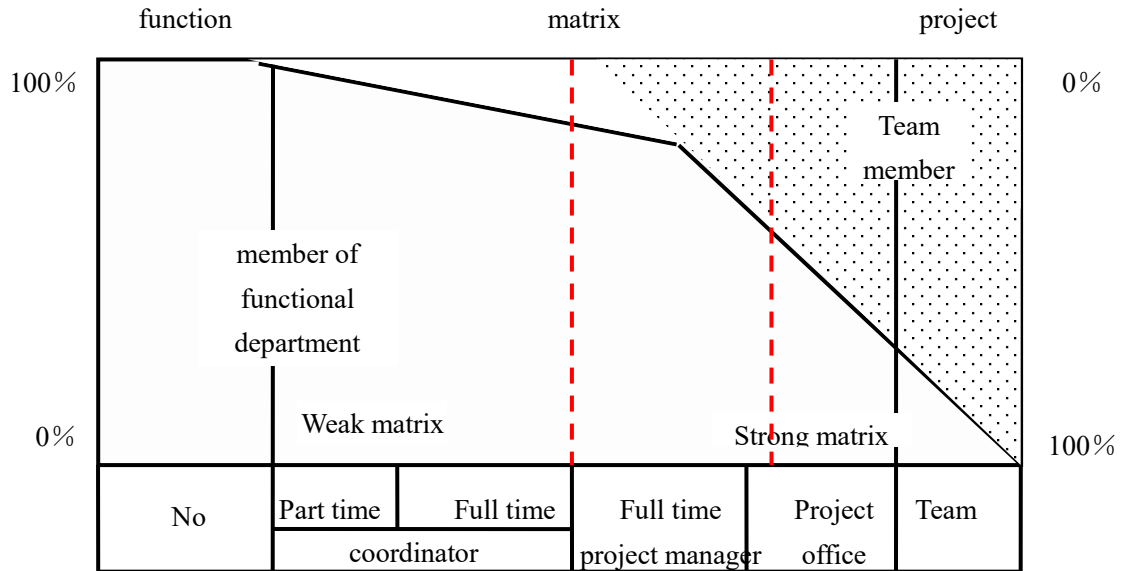 function matrix project
100% 0%
Team
member
member of
functional
department
Weak matrix
Strong matrix
0% 100%
No Part time Full time Full time Project Team
coordinator project manager office